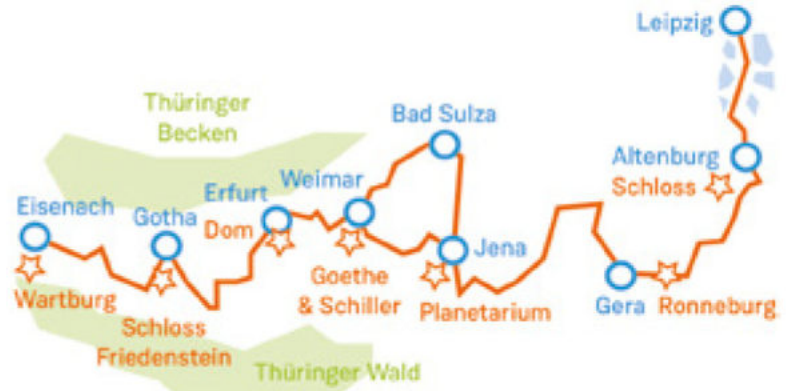 Leipzig
Thüringer
Becken
Bad Sulza
Altenburg
Schloss
Weimar
Erfurt
Dom
Eisenach
Gotha
Jena
Goethe
& Schiller
Planetarium
Gera
Ronneburg
Wartburg
Schloss
Friedenstein
Thüringer Wald